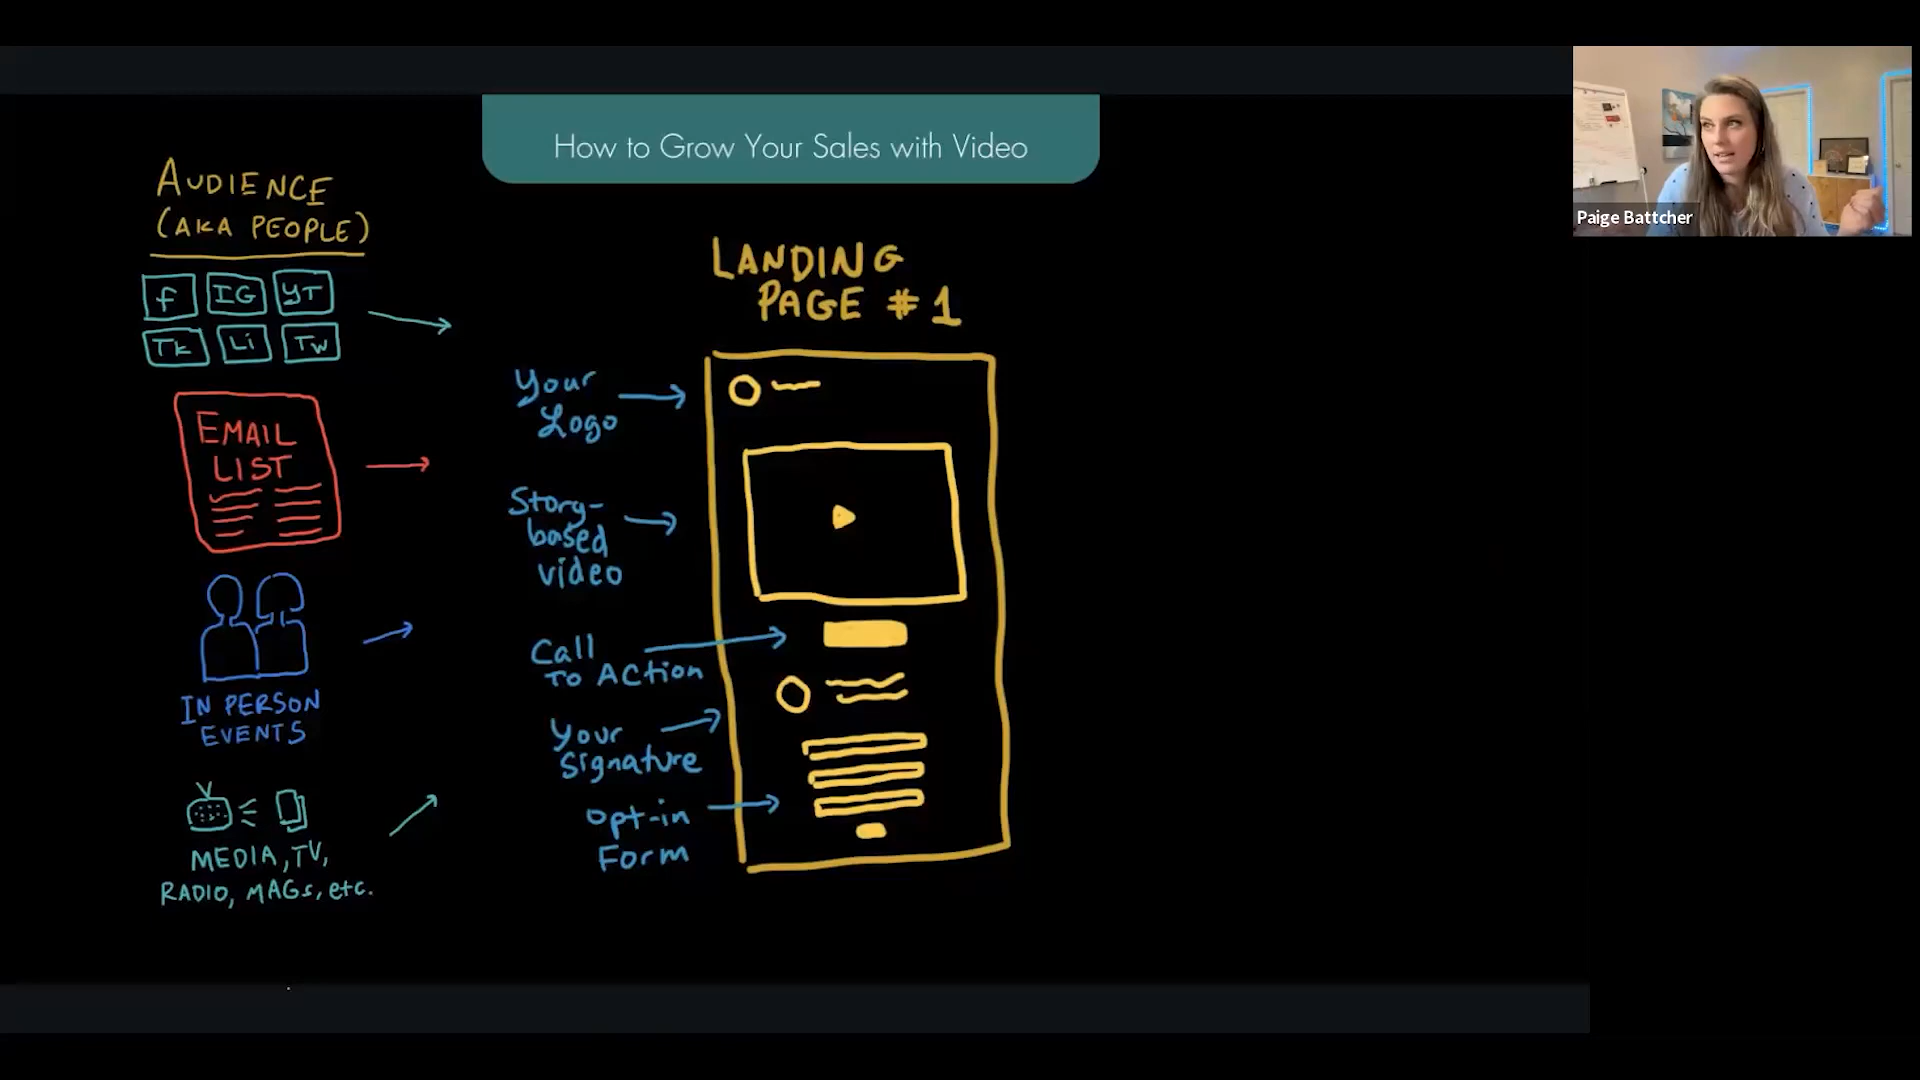 How to Grow Your Sales with Video
Paige Battcher
AUDIENCE
(AKA PEOPLE)
f IG YT
TK Li TW
EMAIL
LIST
IN PERSON
EVENTS
MEDIA, TV,
RADIO, MAGS, etc.
LANDING
PAGE #1
Your
Logo
Story-
based
video
Call
TO ACtion
Your
Signature
Opt-in
Form